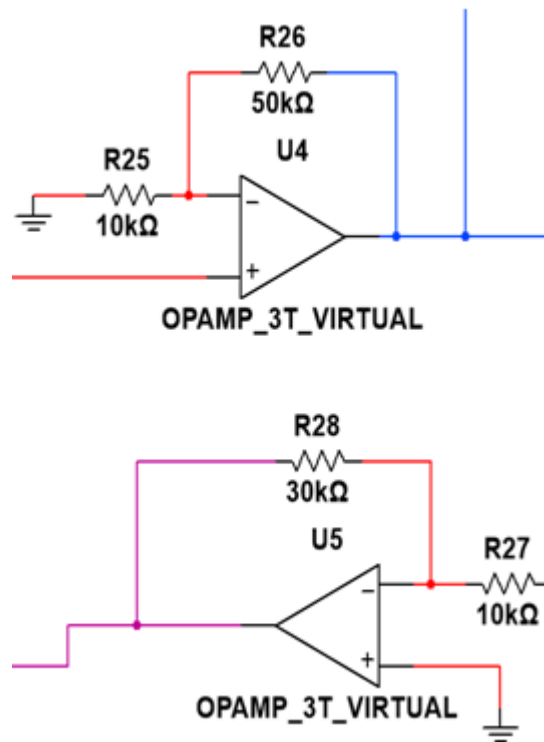 R26
50kΩ
U4
R25
10kΩ
−
+
OPAMP_3T_VIRTUAL
R28
30kΩ
U5
R27
10kΩ
−
+
OPAMP_3T_VIRTUAL